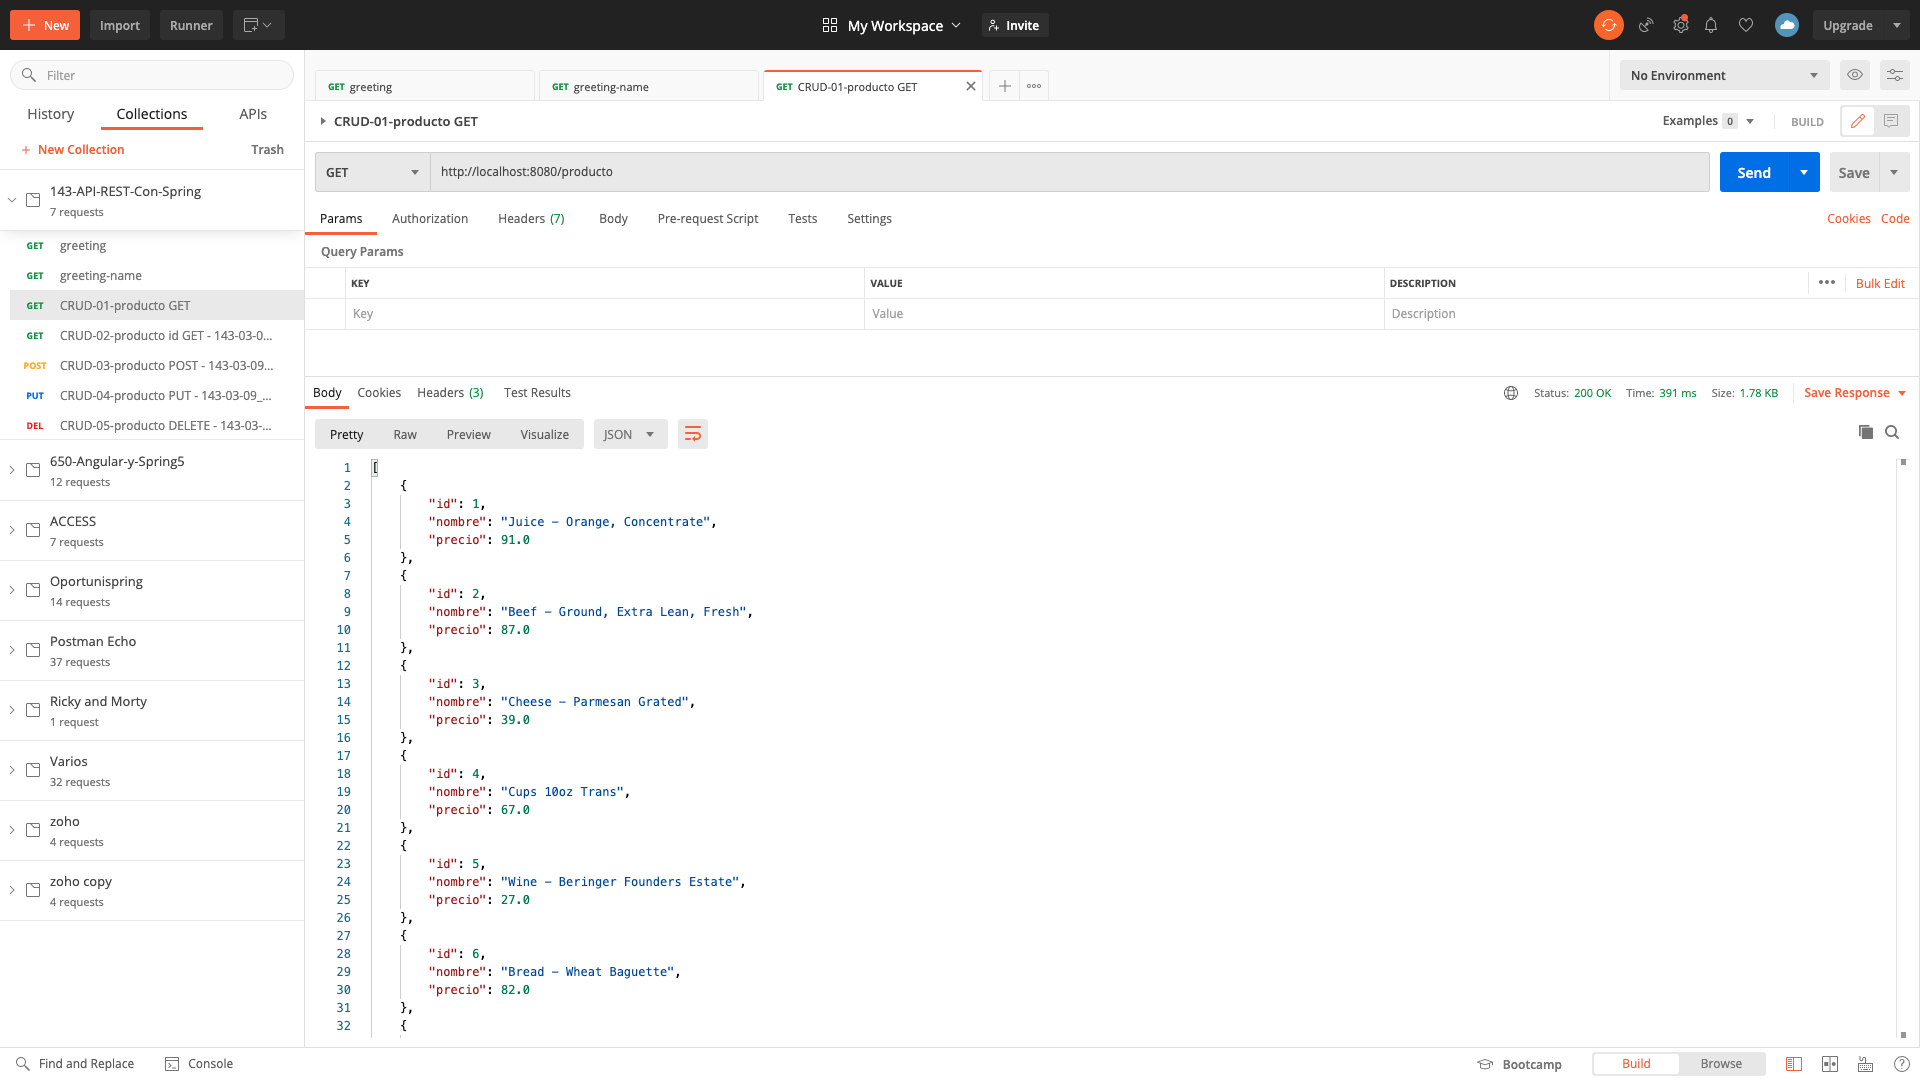 New
Import
Runner
My Workspace
Invite
Upgrade
Filter
History
Collections
APIs
New Collection
Trash
143-API-REST-Con-Spring
7 requests
GET greeting
GET greeting-name
GET CRUD-01-producto GET
GET CRUD-02-producto id GET - 143-03-0...
POST CRUD-03-producto POST - 143-03-09...
PUT CRUD-04-producto PUT - 143-03-09_...
DEL CRUD-05-producto DELETE - 143-03-...
650-Angular-y-Spring5
12 requests
ACCESS
7 requests
Oportunispring
14 requests
Postman Echo
37 requests
Ricky and Morty
1 request
Varios
32 requests
zoho
4 requests
zoho copy
4 requests
GET greeting
GET greeting-name
GET CRUD-01-producto GET
No Environment
CRUD-01-producto GET
Examples 0
BUILD
GET http://localhost:8080/producto
Send
Save
Params Authorization Headers (7) Body Pre-request Script Tests Settings
Cookies Code
Query Params
KEY VALUE DESCRIPTION
Bulk Edit
Key Value Description
Body Cookies Headers (3) Test Results
Status: 200 OK Time: 391 ms Size: 1.78 KB
Save Response
Pretty Raw Preview Visualize JSON
1 [
2 {
3 "id": 1,
4 "nombre": "Juice - Orange, Concentrate",
5 "precio": 91.0
6 },
7 {
8 "id": 2,
9 "nombre": "Beef - Ground, Extra Lean, Fresh",
10 "precio": 87.0
11 },
12 {
13 "id": 3,
14 "nombre": "Cheese - Parmesan Grated",
15 "precio": 39.0
16 },
17 {
18 "id": 4,
19 "nombre": "Cups 10oz Trans",
20 "precio": 67.0
21 },
22 {
23 "id": 5,
24 "nombre": "Wine - Beringer Founders Estate",
25 "precio": 27.0
26 },
27 {
28 "id": 6,
29 "nombre": "Bread - Wheat Baguette",
30 "precio": 82.0
31 },
32 {
Find and Replace
Console
Bootcamp
Build
Browse